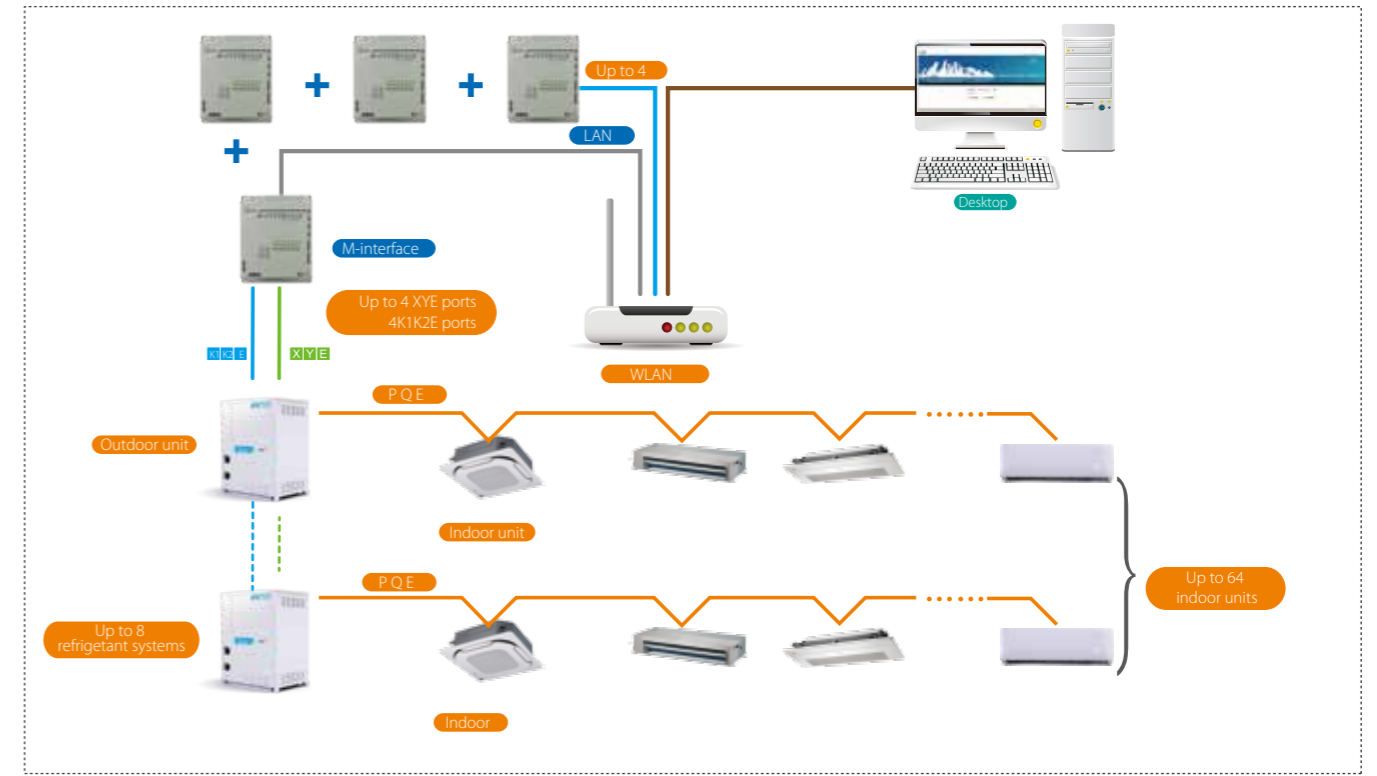 Up to 4
LAN
Desktop
M-interface
Up to 4 XYE ports
4K1K2E ports
K1 K2 E
X Y E
WLAN
P Q E
Outdoor unit
Indoor unit
P Q E
Up to 64
indoor units
Up to 8
refrigetant systems
Indoor